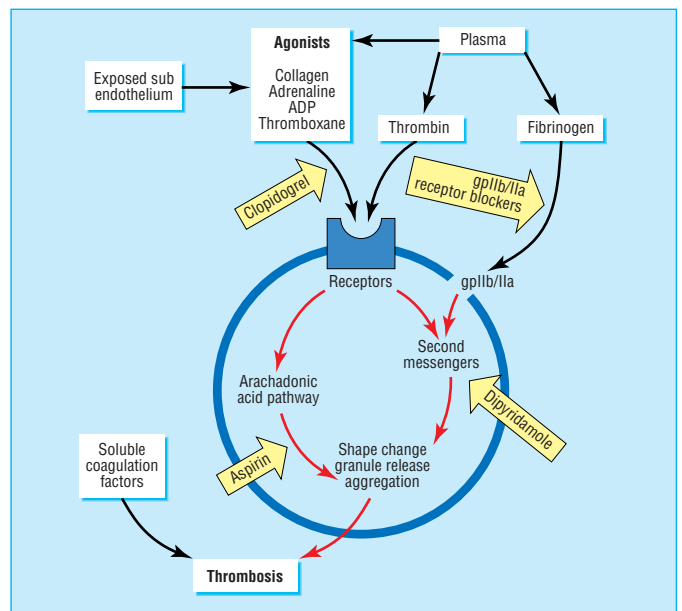 Agonists
Collagen
Adrenaline
ADP
Thromboxane
Plasma
Exposed sub
endothelium
Thrombin
Fibrinogen
Clopidogrel
gpIIb/IIa
receptor blockers
Receptors
gpIIb/IIa
Second
messengers
Arachadonic
acid pathway
Dipyridamole
Aspirin
Shape change
granule release
aggregation
Soluble
coagulation
factors
Thrombosis